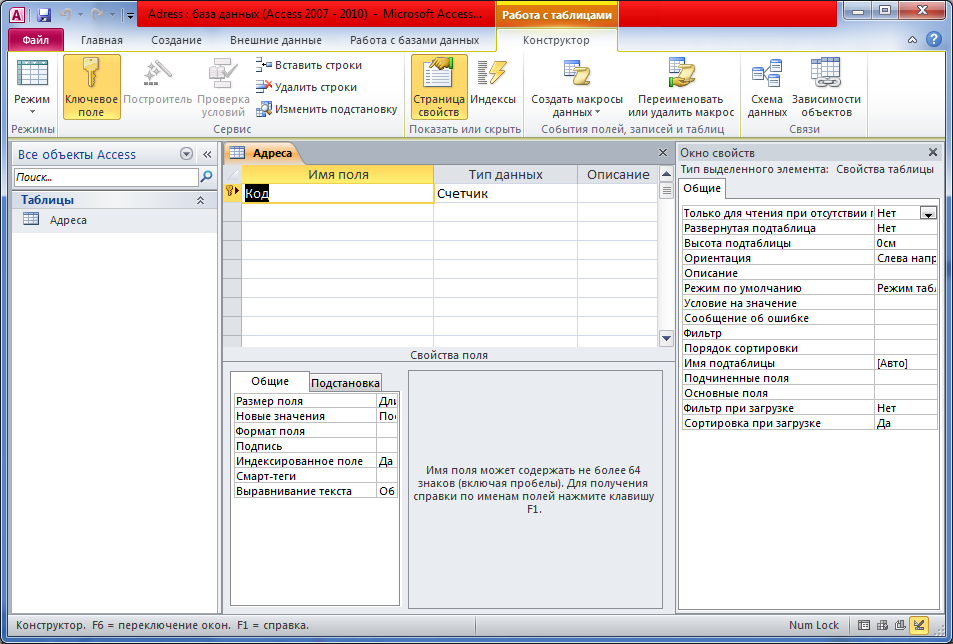 Adress : база данных (Access 2007 - 2010) - Microsoft Access...
Работа с таблицами
Файл
Главная
Создание
Внешние данные
Работа с базами данных
Конструктор
Режим
Режимы
Ключевое поле
Построитель
Проверка условий
Вставить строки
Удалить строки
Изменить подстановку
Сервис
Страница свойств
Индексы
Показать или скрыть
Создать макросы данных
Переименовать или удалить макрос
События полей, записей и таблиц
Схема данных
Зависимости объектов
Связи
Все объекты Access
Поиск...
Таблицы
Адреса
Адреса
Имя поля
Тип данных
Описание
Код
Счетчик
Свойства поля
Общие
Подстановка
Размер поля
Дли
Новые значения
Пос
Формат поля
Подпись
Индексированное поле
Да
Смарт-теги
Выравнивание текста
Об
Имя поля может содержать не более 64
знаков (включая пробелы). Для получения
справки по именам полей нажмите клавишу
F1.
Окно свойств
Тип выделенного элемента: Свойства таблицы
Общие
Только для чтения при отсутствии п
Нет
Развернутая подтаблица
Нет
Высота подтаблицы
0см
Ориентация
Слева напр
Описание
Режим по умолчанию
Режим табл
Условие на значение
Сообщение об ошибке
Фильтр
Порядок сортировки
Имя подтаблицы
[Авто]
Подчиненные поля
Основные поля
Фильтр при загрузке
Нет
Сортировка при загрузке
Да
Конструктор. F6 = переключение окон. F1 = справка.
Num Lock